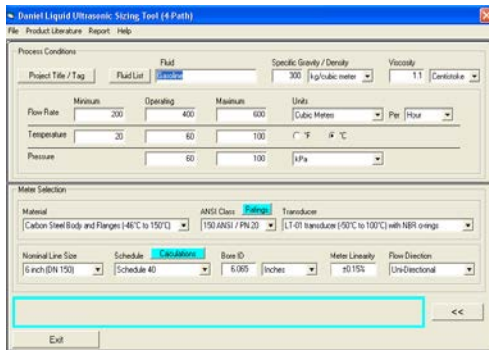 Daniel Liquid Ultrasonic Sizing Tool (4-Path)
File Product Literature Report Help
Process Conditions
Fluid Specific Gravity / Density Viscosity
Project Title / Tag Fluid List Gasoline 300 kg/cubic meter 1.1 Centistoke
Minimum Operating Maximum Units
Flow Rate 200 400 600 Cubic Meters Per Hour
Temperature 20 60 100 °F °C
Pressure 60 100 kPa
Meter Selection
Material ANSI Class Ratings Transducer
Carbon Steel Body and Flanges (-46°C to 150°C) 150 ANSI / PN 20 LT-01 transducer (-50°C to 100°C) with NBR o-rings
Nominal Line Size Schedule Calculations Bore ID Meter Linearity Flow Direction
6 inch (DN 150) Schedule 40 6.065 Inches ±0.15% Uni-Directional
<<
Exit